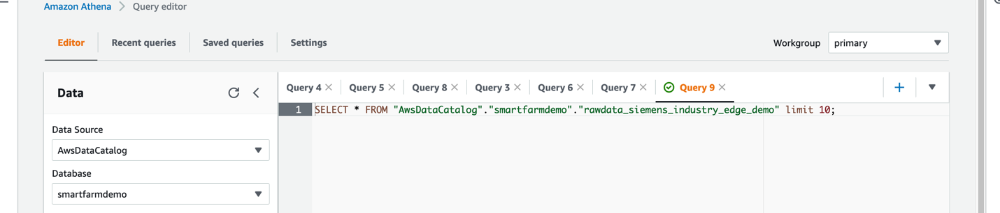 Amazon Athena > Query editor
Editor Recent queries Saved queries Settings Workgroup primary
Data
Data Source
AwsDataCatalog
Database
smartfarmdemo
Query 4 Query 5 Query 8 Query 3 Query 6 Query 7 Query 9
1 SELECT * FROM "AwsDataCatalog"."smartfarmdemo"."rawdata_siemens_industry_edge_demo" limit 10;